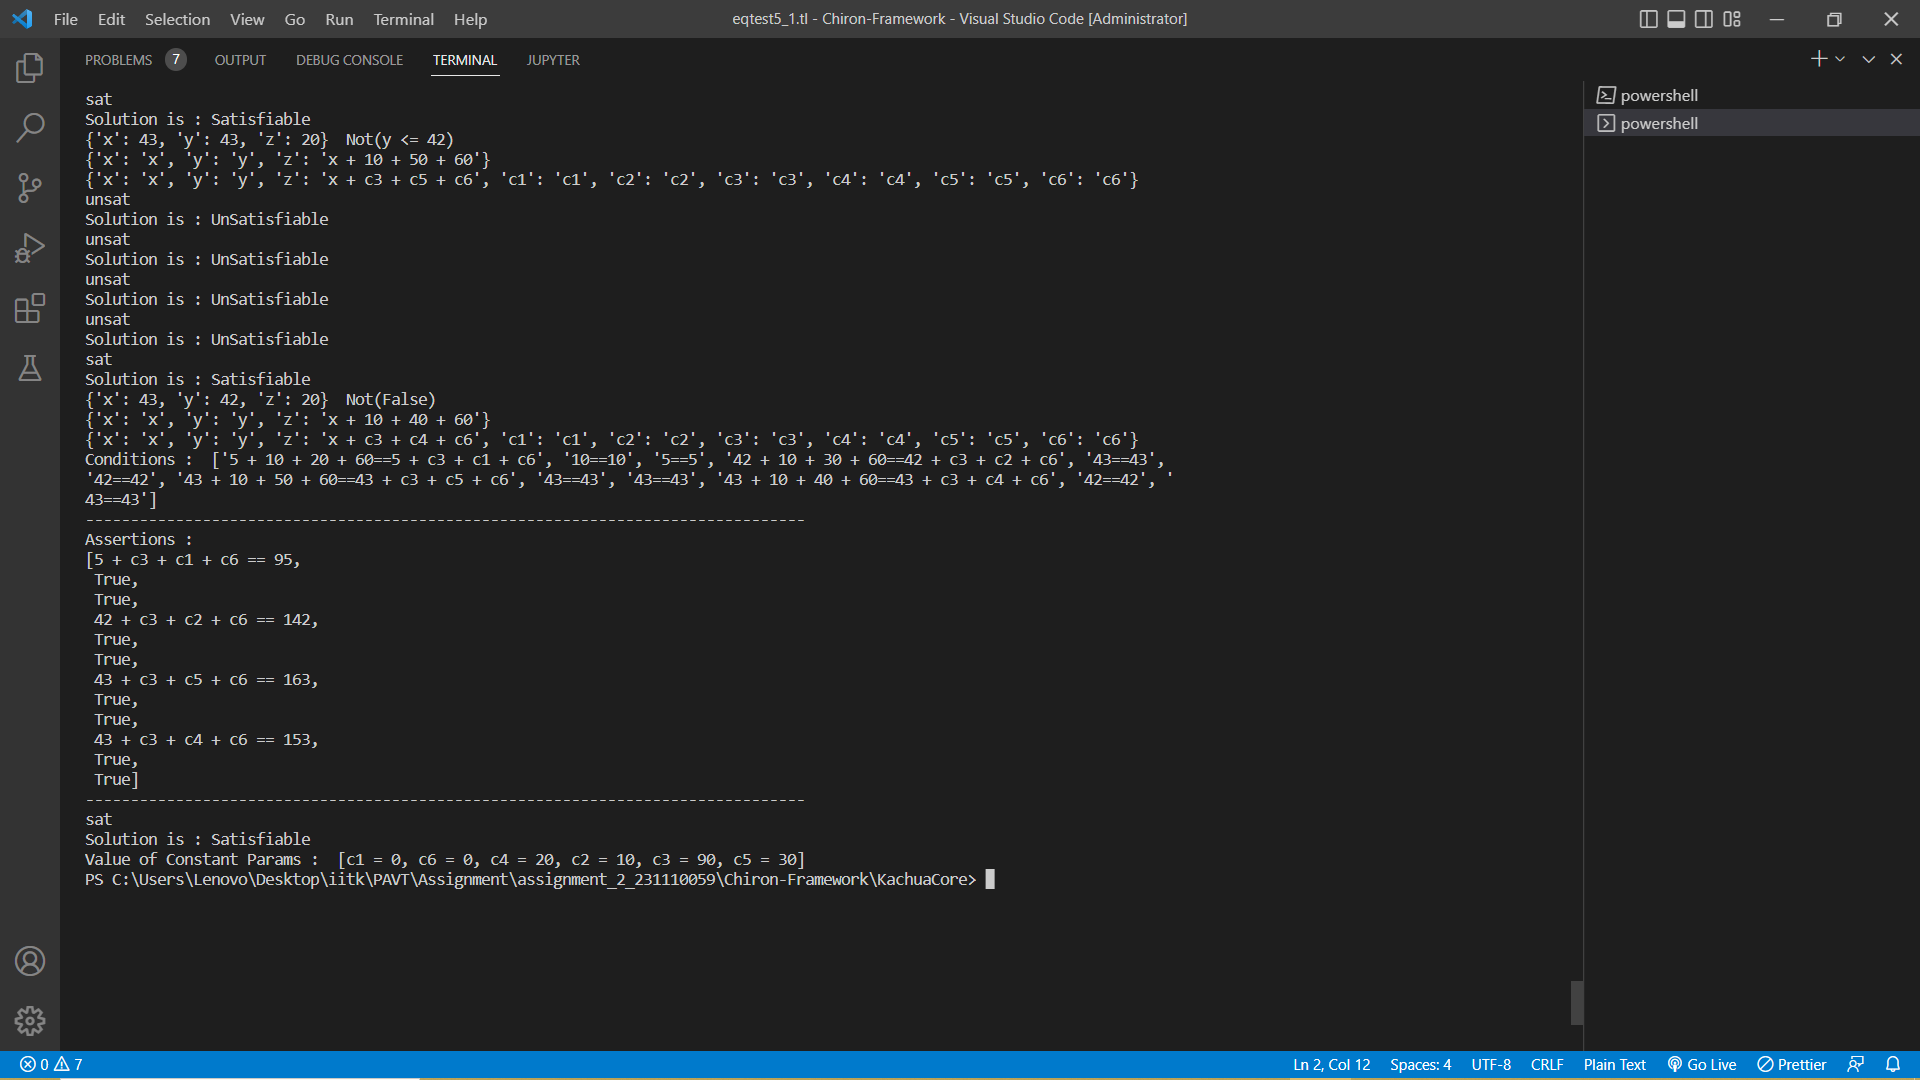 File Edit Selection View Go Run Terminal Help
eqtest5_1.tl - Chiron-Framework - Visual Studio Code [Administrator]
PROBLEMS 7 OUTPUT DEBUG CONSOLE TERMINAL JUPYTER
powershell
powershell
sat
Solution is : Satisfiable
{'x': 43, 'y': 43, 'z': 20}  Not(y <= 42)
{'x': 'x', 'y': 'y', 'z': 'x + 10 + 50 + 60'}
{'x': 'x', 'y': 'y', 'z': 'x + c3 + c5 + c6', 'c1': 'c1', 'c2': 'c2', 'c3': 'c3', 'c4': 'c4', 'c5': 'c5', 'c6': 'c6'}
unsat
Solution is : UnSatisfiable
unsat
Solution is : UnSatisfiable
unsat
Solution is : UnSatisfiable
unsat
Solution is : UnSatisfiable
sat
Solution is : Satisfiable
{'x': 43, 'y': 42, 'z': 20}  Not(False)
{'x': 'x', 'y': 'y', 'z': 'x + 10 + 40 + 60'}
{'x': 'x', 'y': 'y', 'z': 'x + c3 + c4 + c6', 'c1': 'c1', 'c2': 'c2', 'c3': 'c3', 'c4': 'c4', 'c5': 'c5', 'c6': 'c6'}
Conditions :  ['5 + 10 + 20 + 60==5 + c3 + c1 + c6', '10==10', '5==5', '42 + 10 + 30 + 60==42 + c3 + c2 + c6', '43==43',
'42==42', '43 + 10 + 50 + 60==43 + c3 + c5 + c6', '43==43', '43==43', '43 + 10 + 40 + 60==43 + c3 + c4 + c6', '42==42', '
43==43']
--------------------------------------------------------------------------------
Assertions :
[5 + c3 + c1 + c6 == 95,
 True,
 True,
 42 + c3 + c2 + c6 == 142,
 True,
 True,
 43 + c3 + c5 + c6 == 163,
 True,
 True,
 43 + c3 + c4 + c6 == 153,
 True,
 True]
--------------------------------------------------------------------------------
sat
Solution is : Satisfiable
Value of Constant Params :  [c1 = 0, c6 = 0, c4 = 20, c2 = 10, c3 = 90, c5 = 30]
PS C:\Users\Lenovo\Desktop\iitk\PAVT\Assignment\assignment_2_231110059\Chiron-Framework\KachuaCore>
0 7 Ln 2, Col 12 Spaces: 4 UTF-8 CRLF Plain Text Go Live Prettier